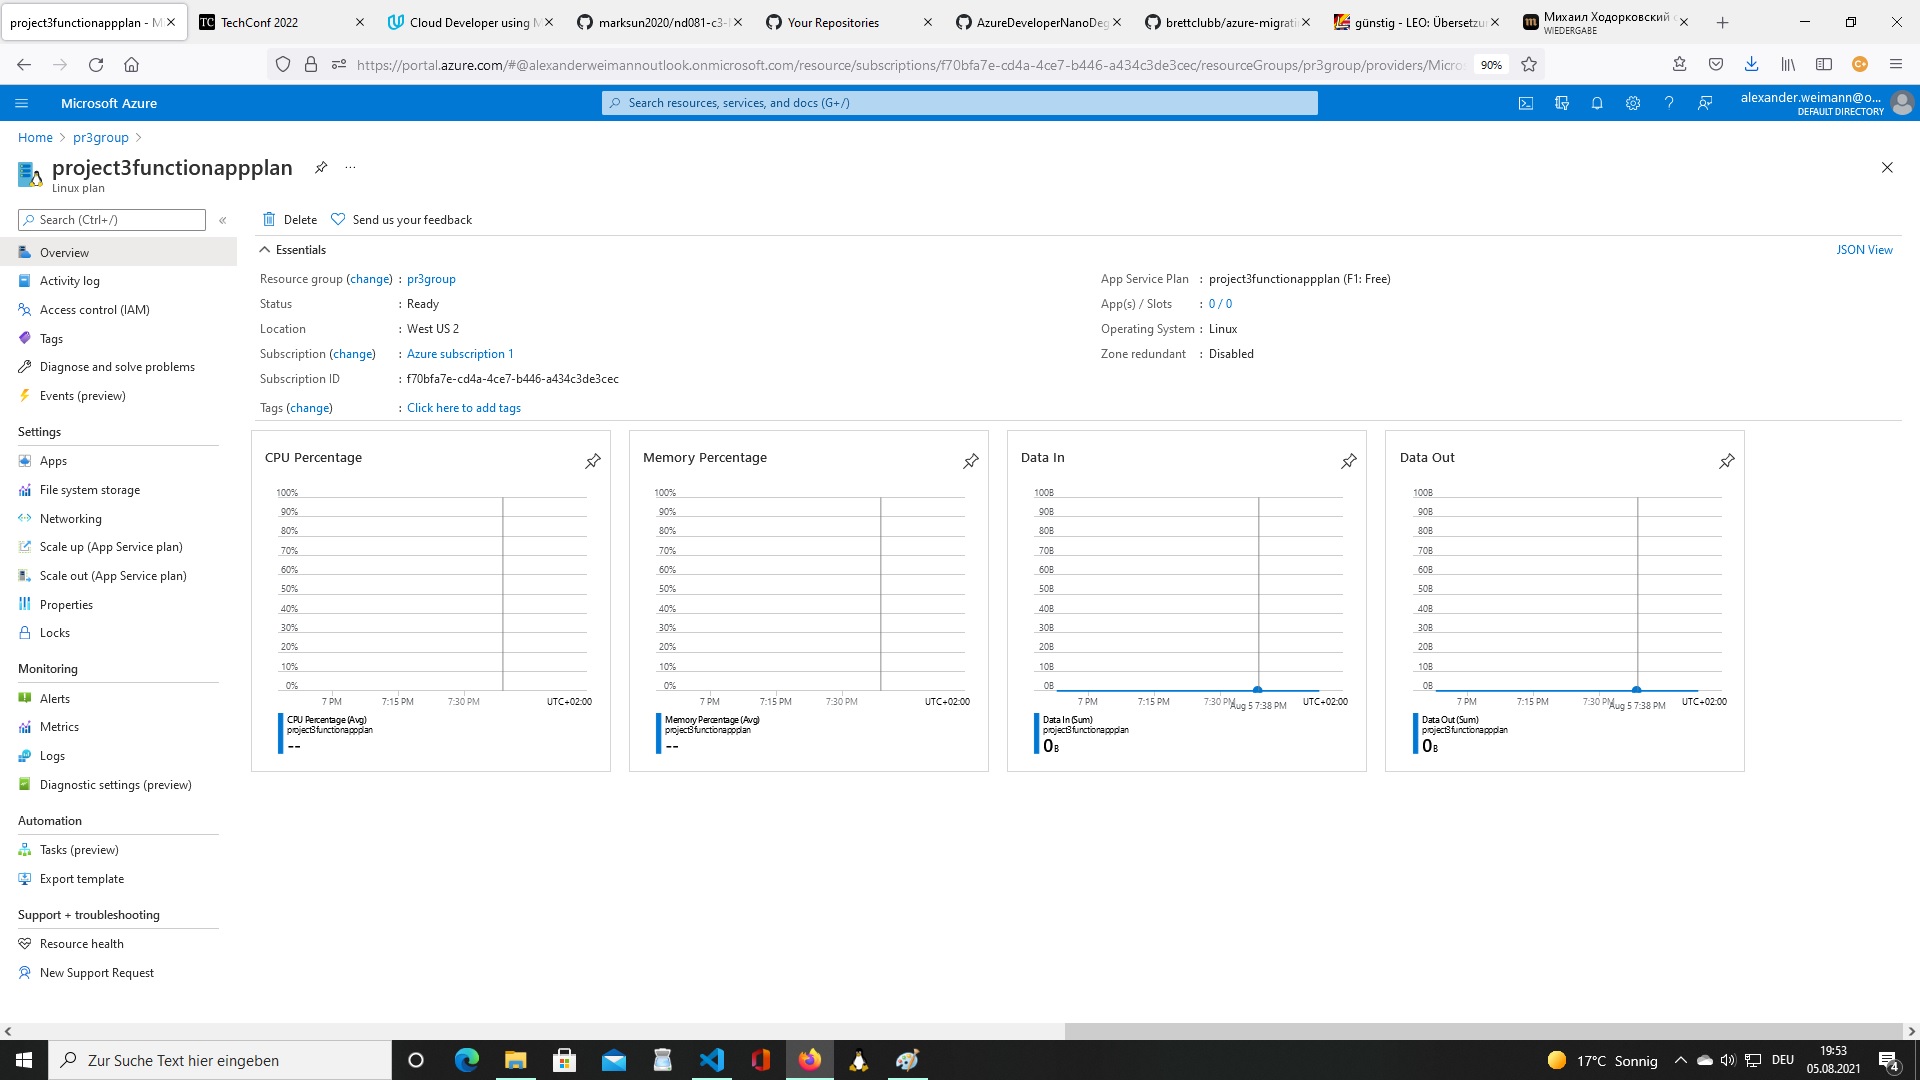 project3functionappplan - Mi
TechConf 2022
Cloud Developer using M
marksun2020/nd081-c3-
Your Repositories
AzureDeveloperNanoDeg
brettclubb/azure-migrati
günstig - LEO: Übersetzu
Михаил Ходорковский
WIEDERGABE
https://portal.azure.com/#@alexanderweimannoutlook.onmicrosoft.com/resource/subscriptions/f70bfa7e-cd4a-4ce7-b446-a434c3de3cec/resourceGroups/pr3group/providers/Micros
90%
Microsoft Azure
Search resources, services, and docs (G+/)
alexander.weimann@o...
DEFAULT DIRECTORY
Home > pr3group >
project3functionappplan
...
Linux plan
Search (Ctrl+/)
«
Delete
Send us your feedback
Overview
Activity log
Access control (IAM)
Tags
Diagnose and solve problems
Events (preview)
Settings
Apps
File system storage
Networking
Scale up (App Service plan)
Scale out (App Service plan)
Properties
Locks
Monitoring
Alerts
Metrics
Logs
Diagnostic settings (preview)
Automation
Tasks (preview)
Export template
Support + troubleshooting
Resource health
New Support Request
Essentials
JSON View
Resource group (change) : pr3group
Status : Ready
Location : West US 2
Subscription (change) : Azure subscription 1
Subscription ID : f70bfa7e-cd4a-4ce7-b446-a434c3de3cec
Tags (change) : Click here to add tags
App Service Plan : project3functionappplan (F1: Free)
App(s) / Slots : 0 / 0
Operating System : Linux
Zone redundant : Disabled
CPU Percentage
100%
90%
80%
70%
60%
50%
40%
30%
20%
10%
0%
7 PM 7:15 PM 7:30 PM UTC+02:00
CPU Percentage (Avg)
project3functionappplan
--
Memory Percentage
100%
90%
80%
70%
60%
50%
40%
30%
20%
10%
0%
7 PM 7:15 PM 7:30 PM UTC+02:00
Memory Percentage (Avg)
project3functionappplan
--
Data In
100B
90B
80B
70B
60B
50B
40B
30B
20B
10B
0B
7 PM 7:15 PM 7:30 PM Aug 5 7:38 PM UTC+02:00
Data In (Sum)
project3functionappplan
0 B
Data Out
100B
90B
80B
70B
60B
50B
40B
30B
20B
10B
0B
7 PM 7:15 PM 7:30 PM Aug 5 7:38 PM UTC+02:00
Data Out (Sum)
project3functionappplan
0 B
Zur Suche Text hier eingeben
17°C Sonnig
DEU
19:53
05.08.2021
4